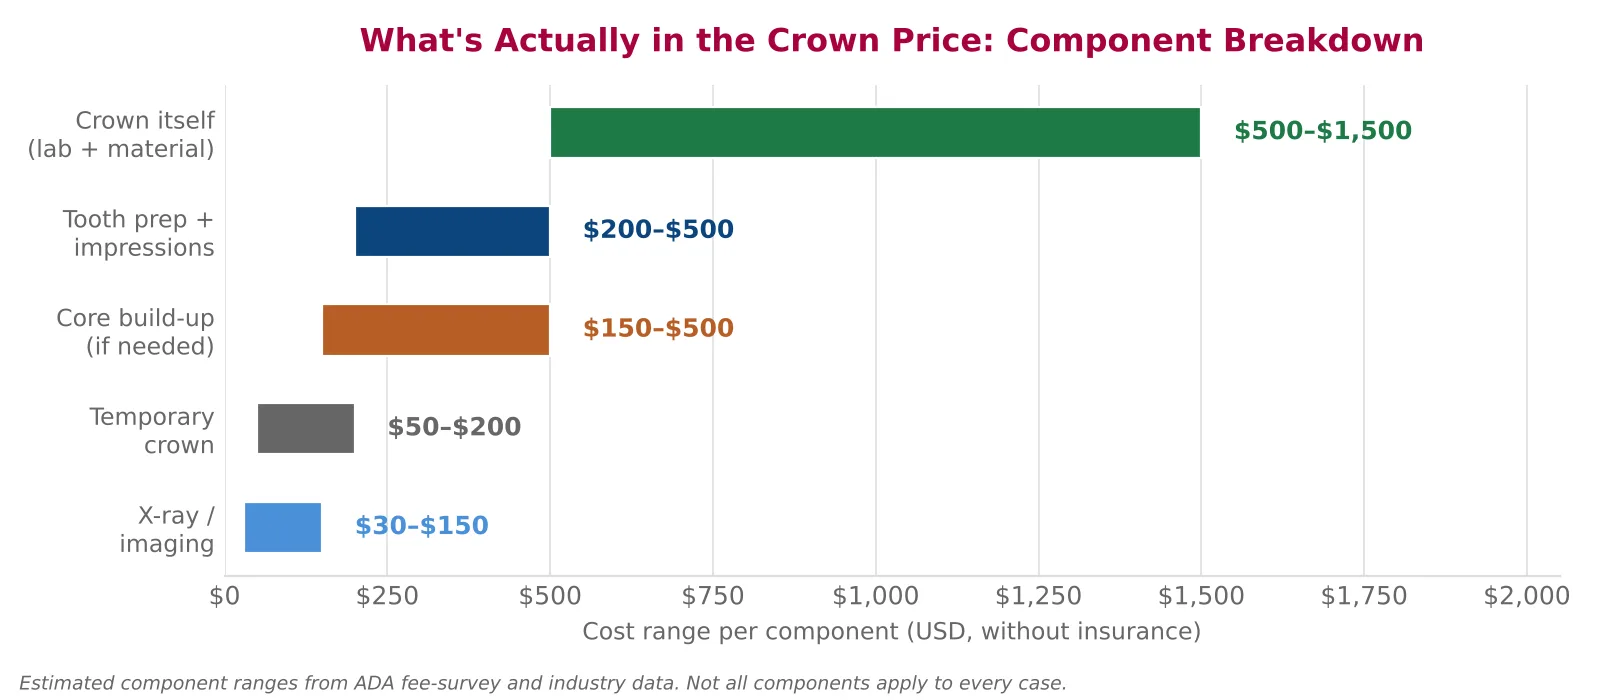 What's Actually in the Crown Price: Component Breakdown
Crown itself
(lab + material)
$500–$1,500
Tooth prep +
impressions
$200–$500
Core build-up
(if needed)
$150–$500
Temporary
crown
$50–$200
X-ray /
imaging
$30–$150
$0 $250 $500 $750 $1,000 $1,250 $1,500 $1,750 $2,000
Cost range per component (USD, without insurance)
Estimated component ranges from ADA fee-survey and industry data. Not all components apply to every case.